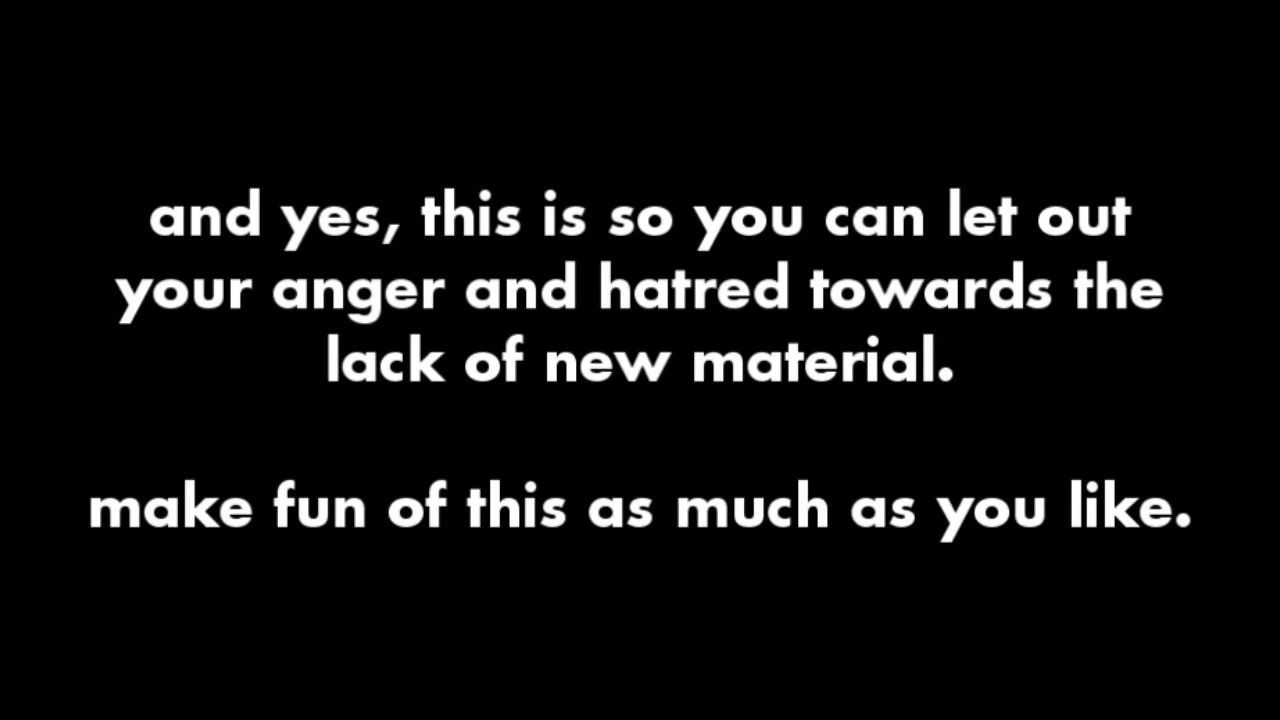 and yes, this is so you can let out
your anger and hatred towards the
lack of new material.
make fun of this as much as you like.